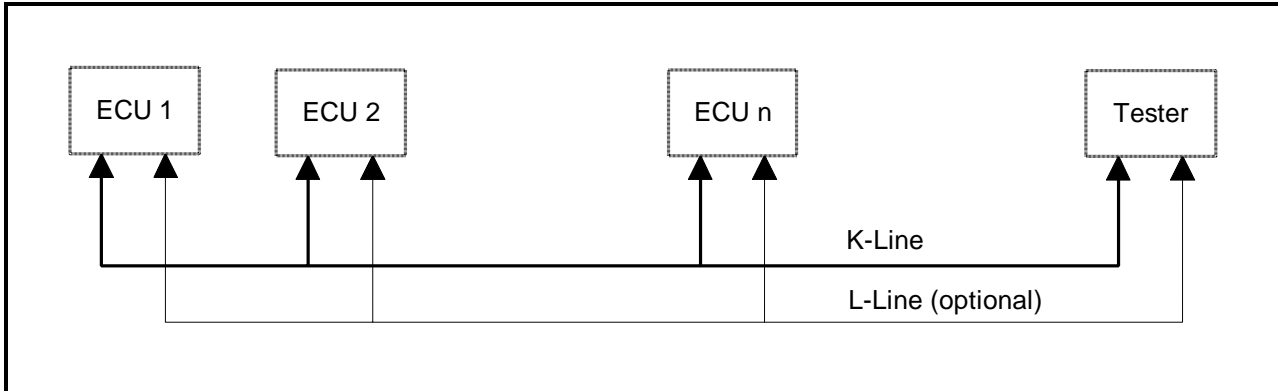 ECU 1
ECU 2
ECU n
Tester
K-Line
L-Line (optional)